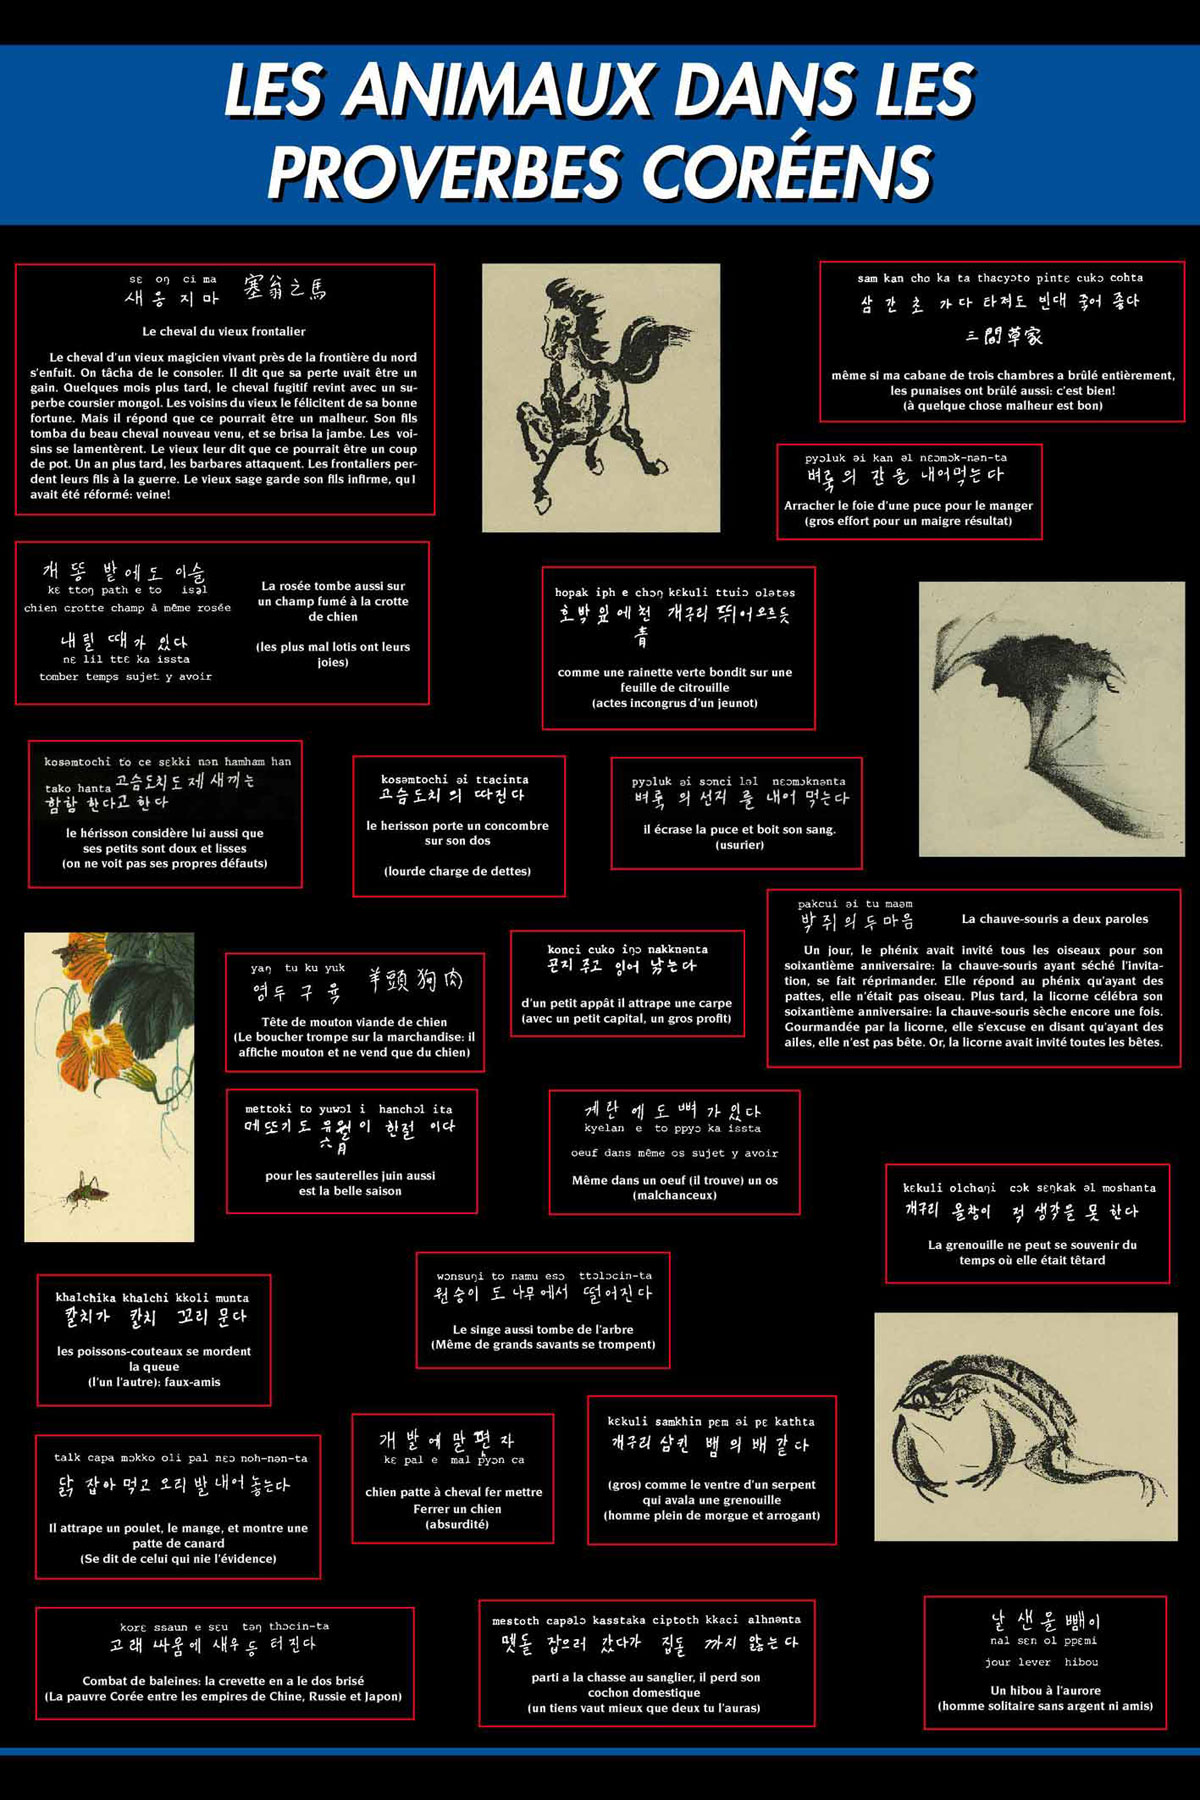 LES ANIMAUX DANS LES
PROVERBES CORÉENS
sɛ oŋ ci ma
새 옹 지 마 塞翁之馬
Le cheval du vieux frontalier
Le cheval d'un vieux magicien vivant près de la frontière du nord
s'enfuit. On tâcha de le consoler. Il dit que sa perte uvait être un
gain. Quelques mois plus tard, le cheval fugitif revint avec un su-
perbe coursier mongol. Les voisins du vieux le félicitent de sa bonne
fortune. Mais il répond que ce pourrait être un malheur. Son fils
tomba du beau cheval nouveau venu, et se brisa la jambe. Les voi-
sins se lamentèrent. Le vieux leur dit que ce pourrait être un coup
de pot. Un an plus tard, les barbares attaquent. Les frontaliers per-
dent leurs fils à la guerre. Le vieux sage garde son fils infirme, qui
avait été réformé: veine!
sam kan cho ka ta thacyɔto pintɛ cukɔ cohta
삼 간 초 가 다 타져도 빈대 죽어 좋다
三間草家
même si ma cabane de trois chambres a brûlé entièrement,
les punaises ont brûlé aussi: c'est bien!
(à quelque chose malheur est bon)
pyɔluk əi kan əl nɛɔmɔk-nən-ta
벼룩 의 간 을 내어먹는다
Arracher le foie d'une puce pour le manger
(gros effort pour un maigre résultat)
개 똥 밭에도 이슬
kɛ ttoŋ path e to isəl
chien crotte champ à même rosée
내릴 때가 있다
nɛ lil ttɛ ka issta
tomber temps sujet y avoir
La rosée tombe aussi sur
un champ fumé à la crotte
de chien
(les plus mal lotis ont leurs
joies)
hopak iph e chɔŋ kɛkuli ttuiɔ olətəs
호박 잎에 청 개구리 뛰어오르듯
青
comme une rainette verte bondit sur une
feuille de citrouille
(actes incongrus d'un jeunot)
kosəmtochi to ce sɛkki nən hamham han
tako hanta 고슴도치도 제 새끼는
함함 한다고 한다
le hérisson considère lui aussi que
ses petits sont doux et lisses
(on ne voit pas ses propres défauts)
kosəmtochi əi ttacinta
고슴도치 의 따진다
le herisson porte un concombre
sur son dos
(lourde charge de dettes)
pyɔluk əi sɔnci ləl nɛɔmɔknənta
벼룩 의 선지 를 내어 먹는다
il écrase la puce et boit son sang.
(usurier)
pakcui əi tu maəm
박쥐의 두 마음
La chauve-souris a deux paroles
Un jour, le phénix avait invité tous les oiseaux pour son
soixantième anniversaire: la chauve-souris ayant séché l'invita-
tion, se fait réprimander. Elle répond au phénix qu'ayant des
pattes, elle n'était pas oiseau. Plus tard, la licorne célébra son
soixantième anniversaire: la chauve-souris sèche encore une fois.
Gourmandée par la licorne, elle s'excuse en disant qu'ayant des
ailes, elle n'est pas bête. Or, la licorne avait invité toutes les bêtes.
yaŋ tu ku yuk
양두 구 육 羊頭狗肉
Tête de mouton viande de chien
(Le boucher trompe sur la marchandise: il
affiche mouton et ne vend que du chien)
konci cuko iŋɔ nakknənta
곤지 주고 잉어 낚는다
d'un petit appât il attrape une carpe
(avec un petit capital, un gros profit)
mettoki to yuwɔl i hanchɔl ita
메뚜기도 유월이 한철 이다
六月
pour les sauterelles juin aussi
est la belle saison
계란 에 도 뼈 가 있다
kyelan e to ppyɔ ka issta
oeuf dans même os sujet y avoir
Même dans un oeuf (il trouve) un os
(malchanceux)
kɛkuli olchaŋi cɔk sɛŋkak əl moshanta
개구리 올창이 적 생각을 못 한다
La grenouille ne peut se souvenir du
temps où elle était têtard
khalchika khalchi kkoli munta
칼치가 칼치 꼬리 문다
les poissons-couteaux se mordent
la queue
(l'un l'autre): faux-amis
wɔnsuŋi to namu esɔ ttɔlɔcin-ta
원숭이 도 나무에서 떨어진다
Le singe aussi tombe de l'arbre
(Même de grands savants se trompent)
talk capa mɔkko oli pal nɛɔ noh-nən-ta
닭 잡아 먹고 오리 발 내어 놓는다
Il attrape un poulet, le mange, et montre une
patte de canard
(Se dit de celui qui nie l'évidence)
개 발 에 말 편 자
kɛ pal e mal pyɔn ca
chien patte à cheval fer mettre
Ferrer un chien
(absurdité)
kɛkuli samkhin pɛm əi pɛ kathta
개구리 삼킨 뱀 의 배 같다
(gros) comme le ventre d'un serpent
qui avala une grenouille
(homme plein de morgue et arrogant)
korɛ ssaun e sɛu təŋ thɔcin-ta
고래 싸움에 새우 등 터진다
Combat de baleines: la crevette en a le dos brisé
(La pauvre Corée entre les empires de Chine, Russie et Japon)
mestoth capəlɔ kasstaka ciptoth kkaci alhnənta
멧돌 잡으러 갔다가 집돌 까지 잃는다
parti a la chasse au sanglier, il perd son
cochon domestique
(un tiens vaut mieux que deux tu l'auras)
날 샌 올 빼미
nal sɛn ol ppɛmi
jour lever hibou
Un hibou à l'aurore
(homme solitaire sans argent ni amis)